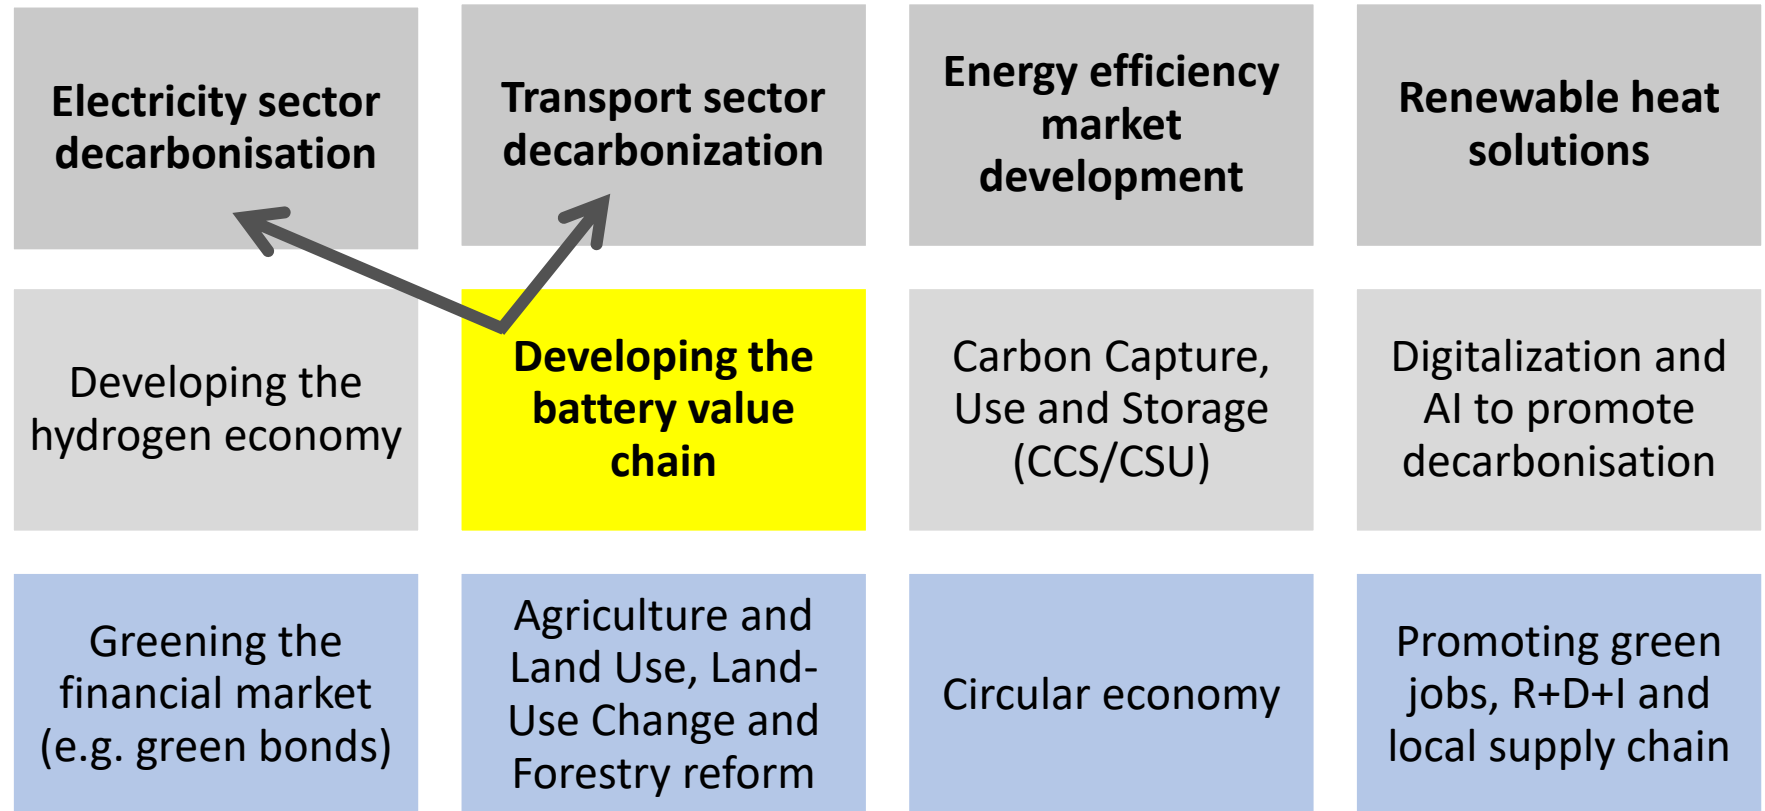 Electricity sector
decarbonisation
Transport sector
decarbonization
Energy efficiency
market
development
Renewable heat
solutions
Developing the
hydrogen economy
Developing the
battery value
chain
Carbon Capture,
Use and Storage
(CCS/CSU)
Digitalization and
AI to promote
decarbonisation
Greening the
financial market
(e.g. green bonds)
Agriculture and
Land Use, Land-
Use Change and
Forestry reform
Circular economy
Promoting green
jobs, R+D+I and
local supply chain